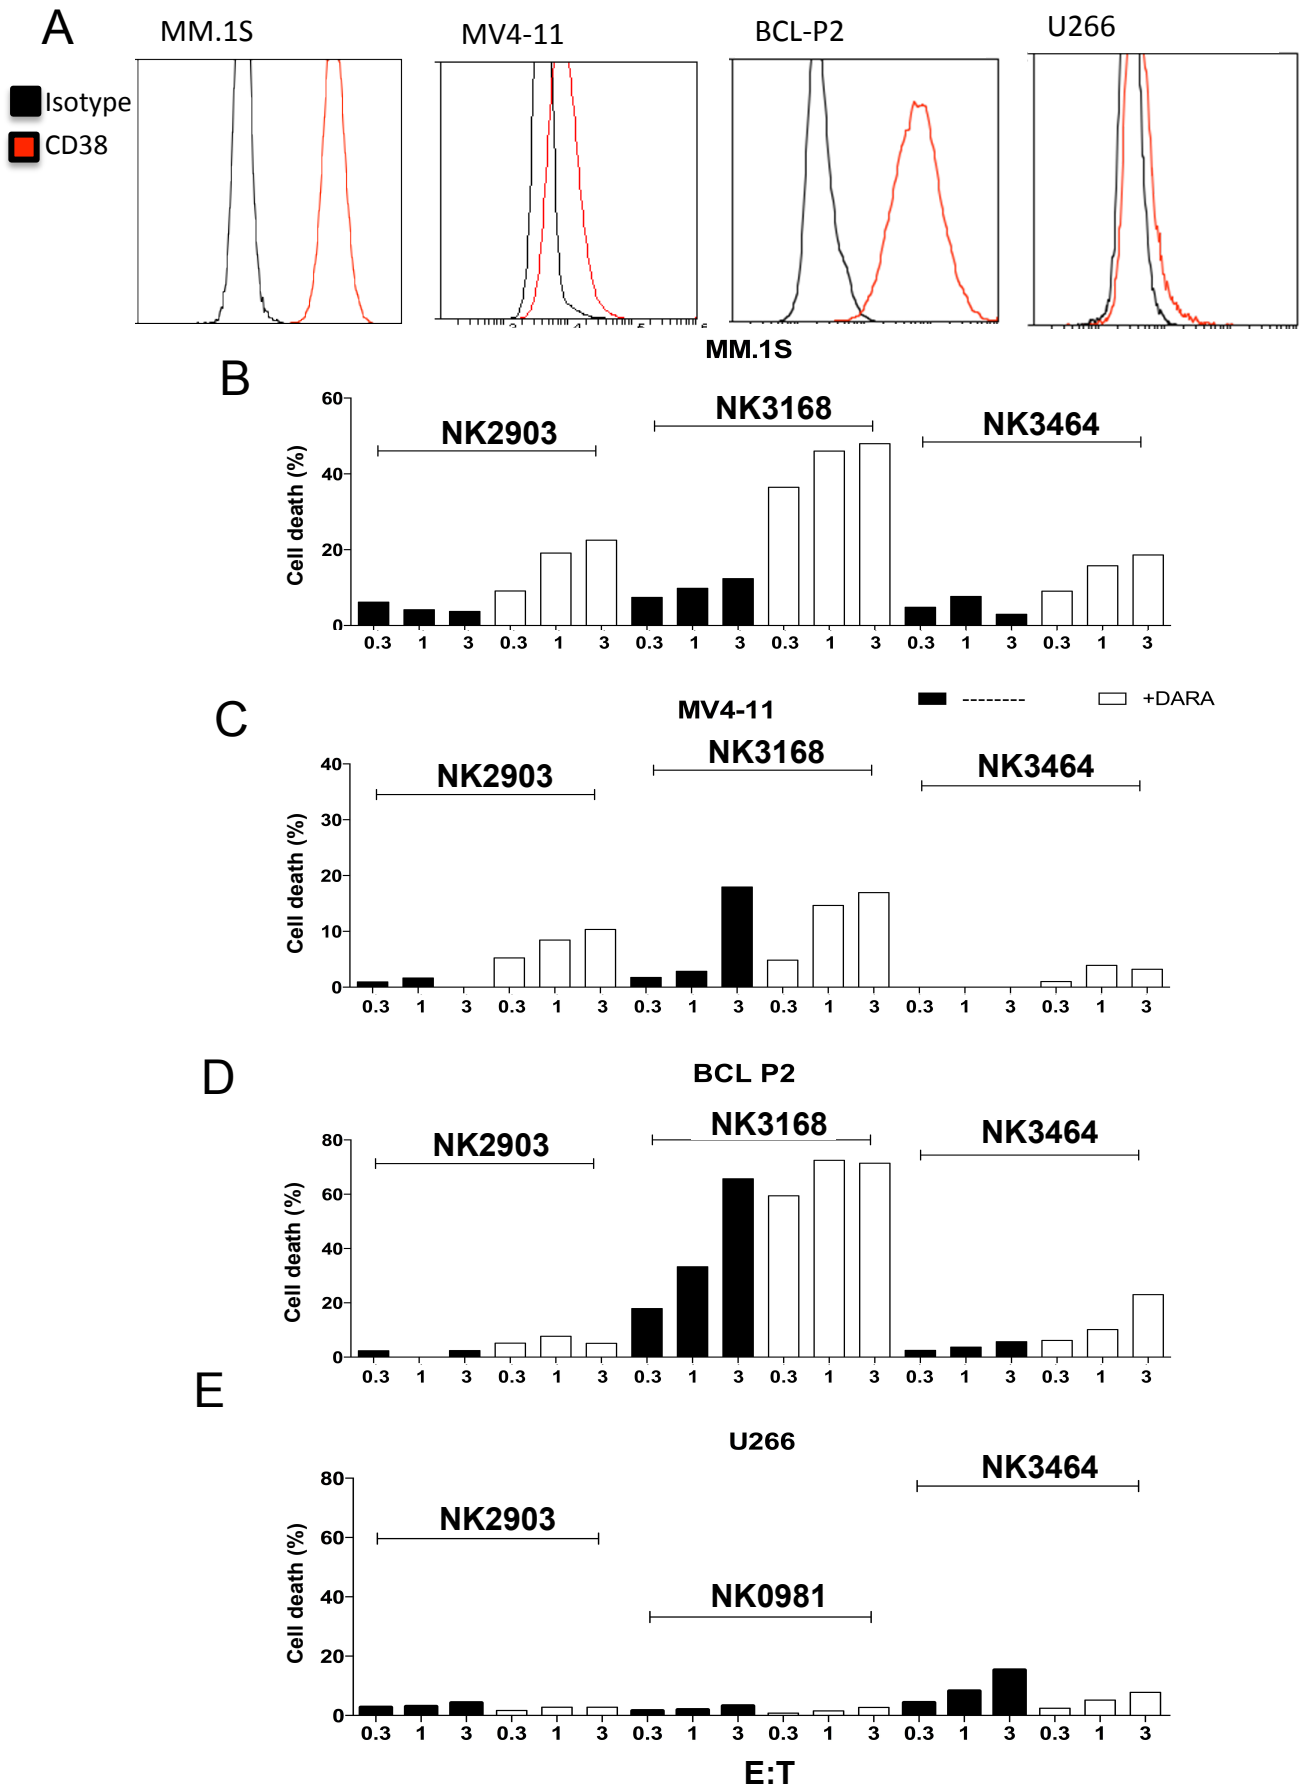 A
MM.1S MV4-11 BCL-P2 U266
Isotype
CD38
MM.1S
B
60
40
20
0
Cell death (%)
NK2903 NK3168 NK3464
0.3 1 3 0.3 1 3 0.3 1 3 0.3 1 3 0.3 1 3 0.3 1 3
-------- +DARA
C
MV4-11
40
30
20
10
0
Cell death (%)
NK2903 NK3168 NK3464
0.3 1 3 0.3 1 3 0.3 1 3 0.3 1 3 0.3 1 3 0.3 1 3
D
BCL P2
80
60
40
20
0
Cell death (%)
NK2903 NK3168 NK3464
0.3 1 3 0.3 1 3 0.3 1 3 0.3 1 3 0.3 1 3 0.3 1 3
E
U266
80
60
40
20
0
Cell death (%)
NK2903 NK0981 NK3464
0.3 1 3 0.3 1 3 0.3 1 3 0.3 1 3 0.3 1 3 0.3 1 3
E:T